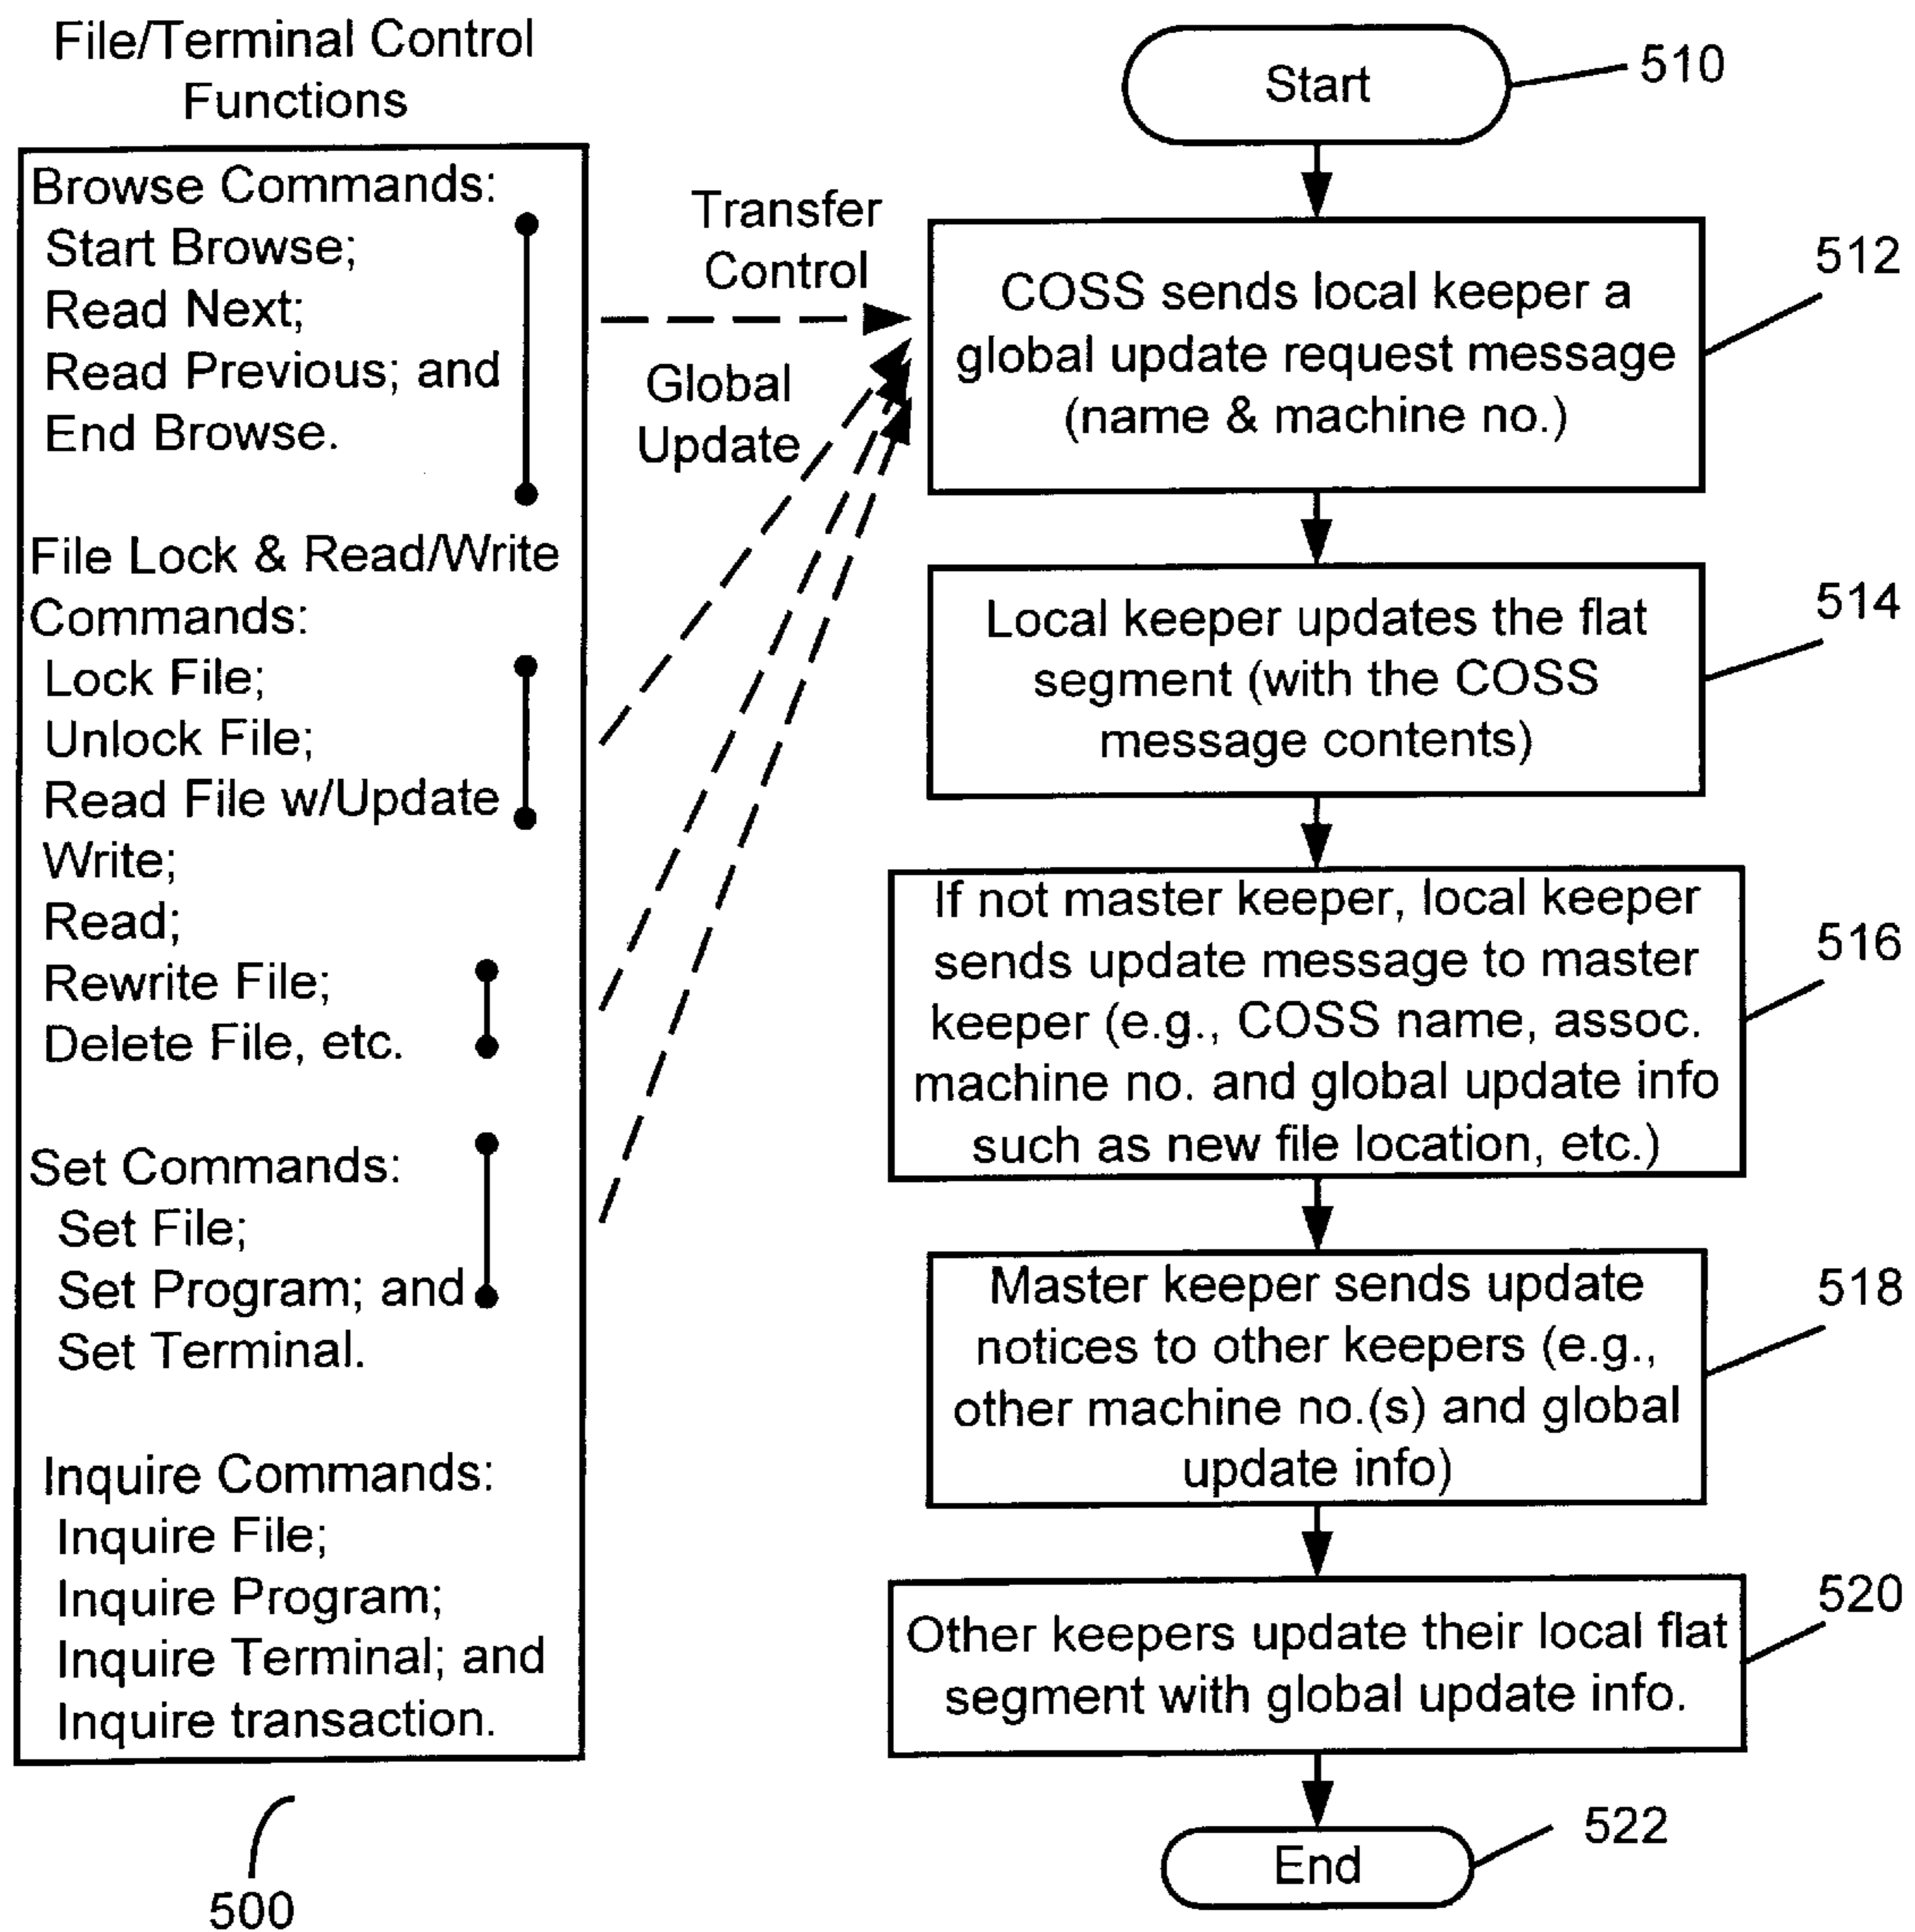 File/Terminal Control
Functions
Browse Commands:
Start Browse;
Read Next;
Read Previous; and
End Browse.
File Lock & Read/Write
Commands:
Lock File;
Unlock File;
Read File w/Update
Write;
Read;
Rewrite File;
Delete File, etc.
Set Commands:
Set File;
Set Program; and
Set Terminal.
Inquire Commands:
Inquire File;
Inquire Program;
Inquire Terminal; and
Inquire transaction.
500
Transfer
Control
Global
Update
Start
510
COSS sends local keeper a
global update request message
(name & machine no.)
512
Local keeper updates the flat
segment (with the COSS
message contents)
514
If not master keeper, local keeper
sends update message to master
keeper (e.g., COSS name, assoc.
machine no. and global update info
such as new file location, etc.)
516
Master keeper sends update
notices to other keepers (e.g.,
other machine no.(s) and global
update info)
518
Other keepers update their local flat
segment with global update info.
520
End
522